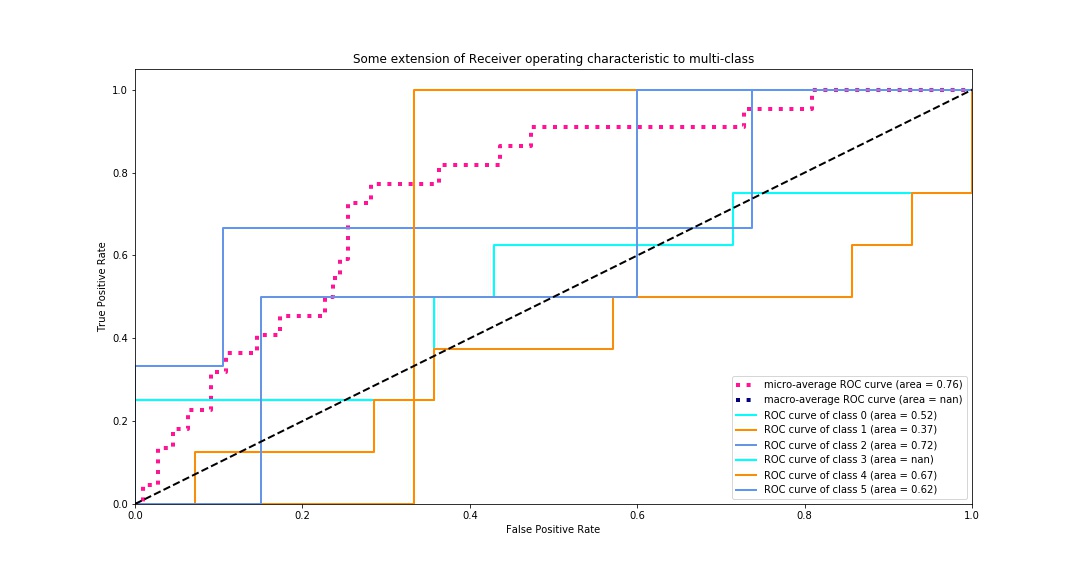 Some extension of Receiver operating characteristic to multi-class
1.0
0.8
0.6
0.4
0.2
0.0
True Positive Rate
micro-average ROC curve (area = 0.76)
macro-average ROC curve (area = nan)
ROC curve of class 0 (area = 0.52)
ROC curve of class 1 (area = 0.37)
ROC curve of class 2 (area = 0.72)
ROC curve of class 3 (area = nan)
ROC curve of class 4 (area = 0.67)
ROC curve of class 5 (area = 0.62)
0.0 0.2 0.4 0.6 0.8 1.0
False Positive Rate